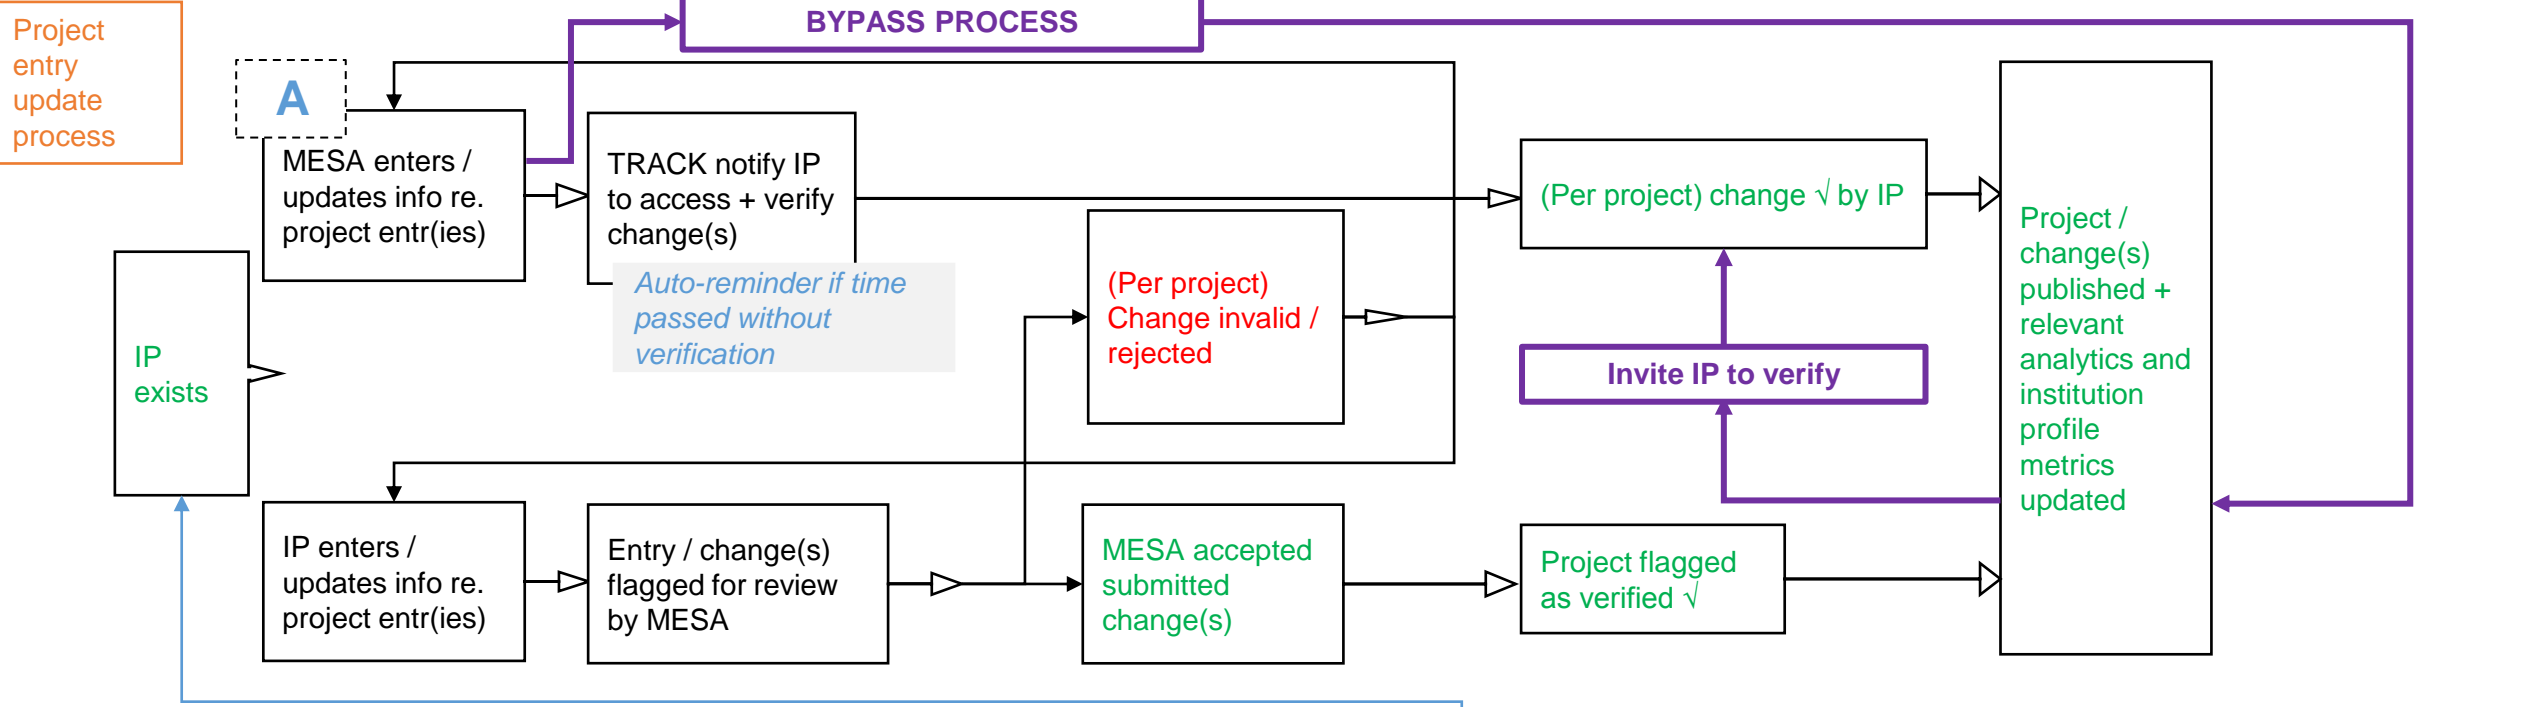 Project
entry
update
process
BYPASS PROCESS
A
MESA enters /
updates info re.
project entr(ies)
TRACK notify IP
to access + verify
change(s)
Auto-reminder if time
passed without
verification
(Per project) change √ by IP
(Per project)
Change invalid /
rejected
Invite IP to verify
Project /
change(s)
published +
relevant
analytics and
institution
profile
metrics
updated
IP
exists
IP enters /
updates info re.
project entr(ies)
Entry / change(s)
flagged for review
by MESA
MESA accepted
submitted
change(s)
Project flagged
as verified √